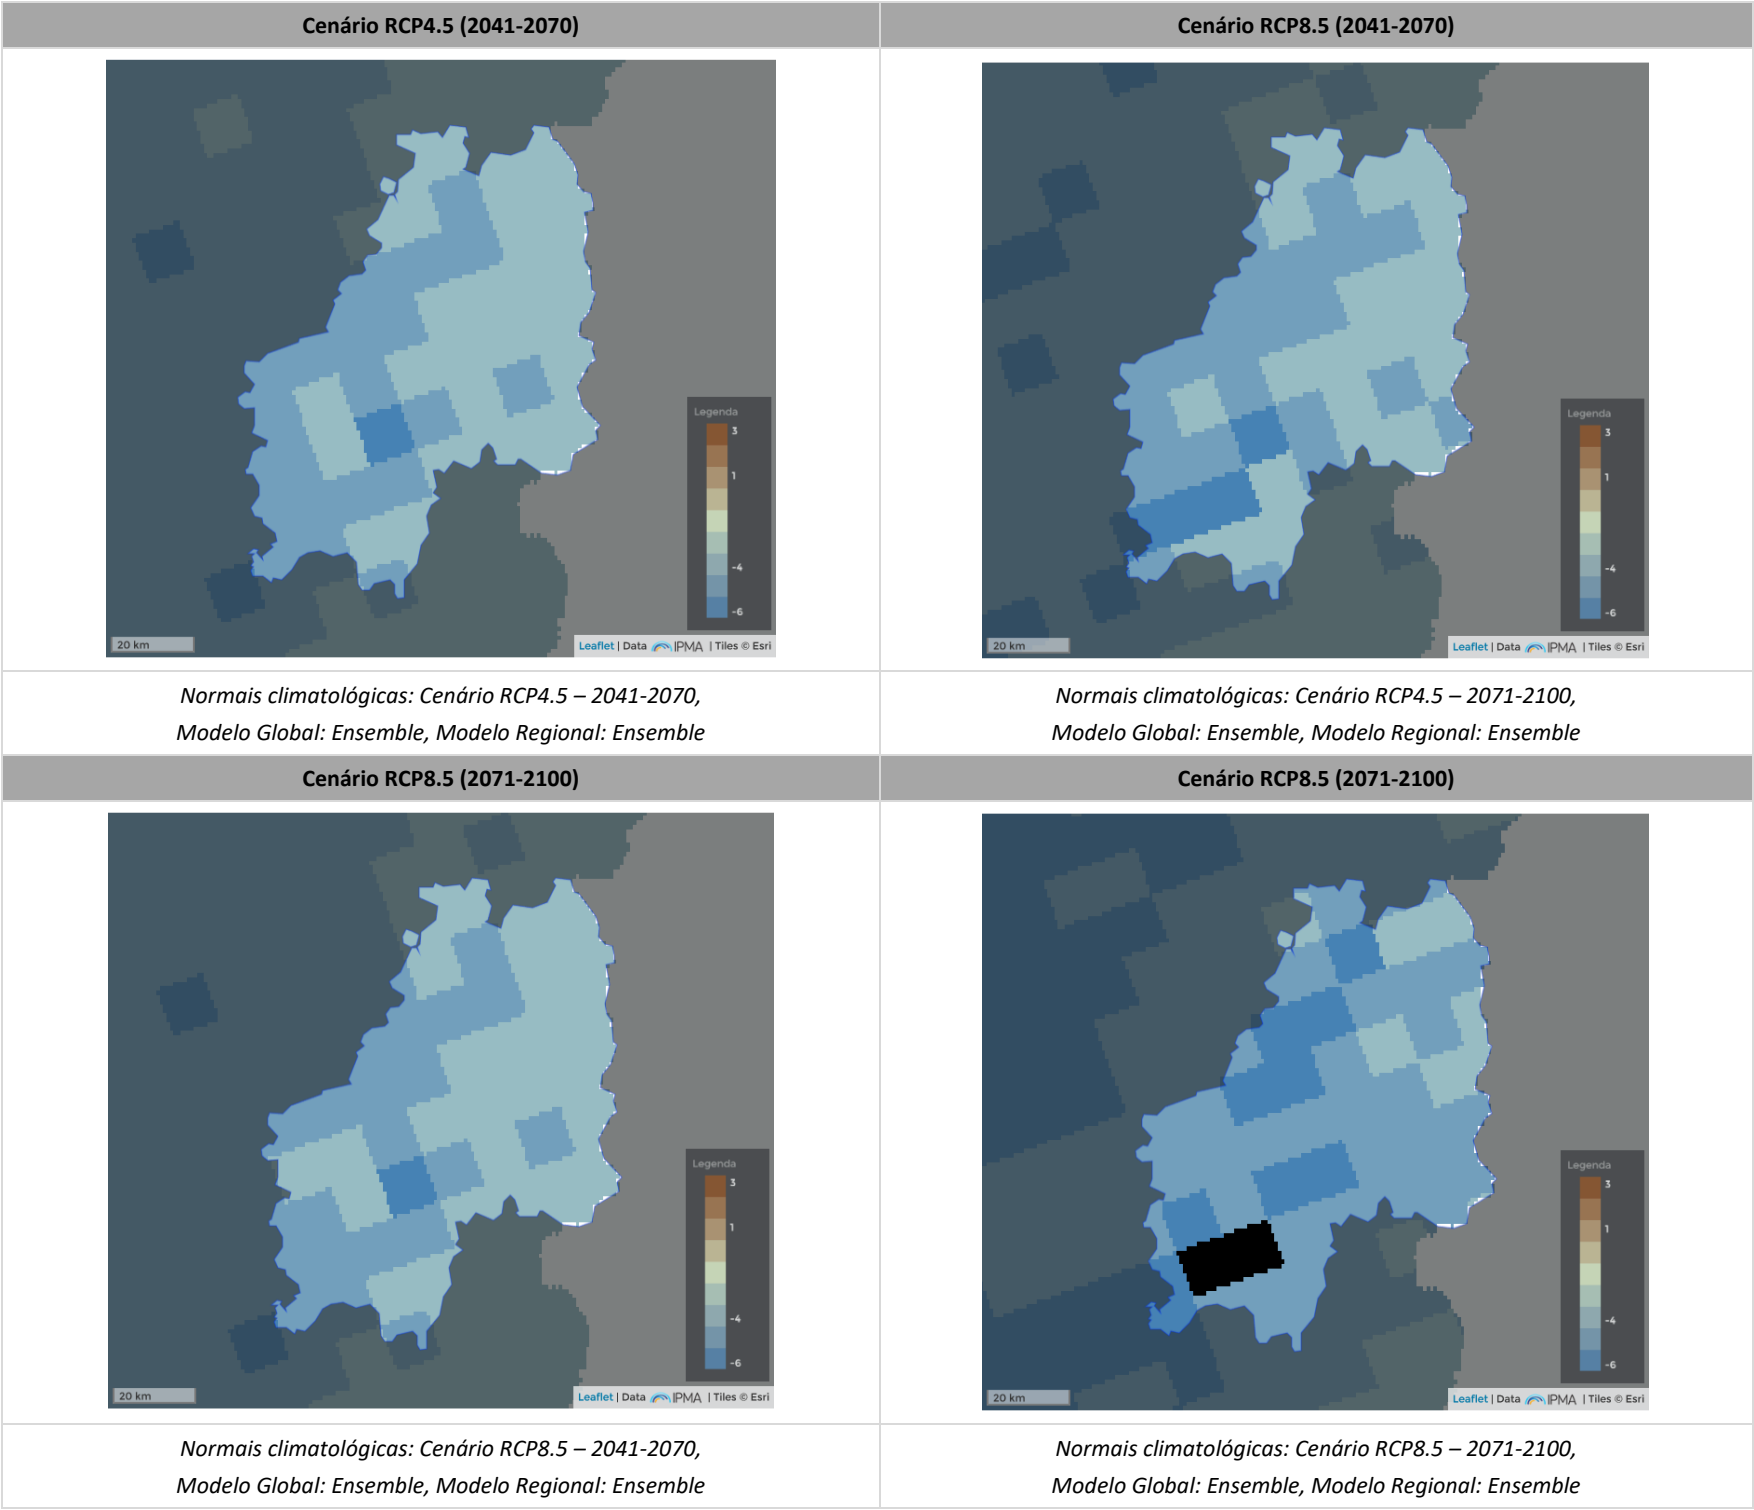 Cenário RCP4.5 (2041-2070)
Cenário RCP8.5 (2041-2070)
Legenda
3
1
-4
-6
20 km
Leaflet | Data IPMA | Tiles © Esri
Legenda
3
1
-4
-6
20 km
Leaflet | Data IPMA | Tiles © Esri
Normais climatológicas: Cenário RCP4.5 – 2041-2070,
Modelo Global: Ensemble, Modelo Regional: Ensemble
Normais climatológicas: Cenário RCP4.5 – 2071-2100,
Modelo Global: Ensemble, Modelo Regional: Ensemble
Cenário RCP8.5 (2071-2100)
Cenário RCP8.5 (2071-2100)
Legenda
3
1
-4
-6
20 km
Leaflet | Data IPMA | Tiles © Esri
Legenda
3
1
-4
-6
20 km
Leaflet | Data IPMA | Tiles © Esri
Normais climatológicas: Cenário RCP8.5 – 2041-2070,
Modelo Global: Ensemble, Modelo Regional: Ensemble
Normais climatológicas: Cenário RCP8.5 – 2071-2100,
Modelo Global: Ensemble, Modelo Regional: Ensemble